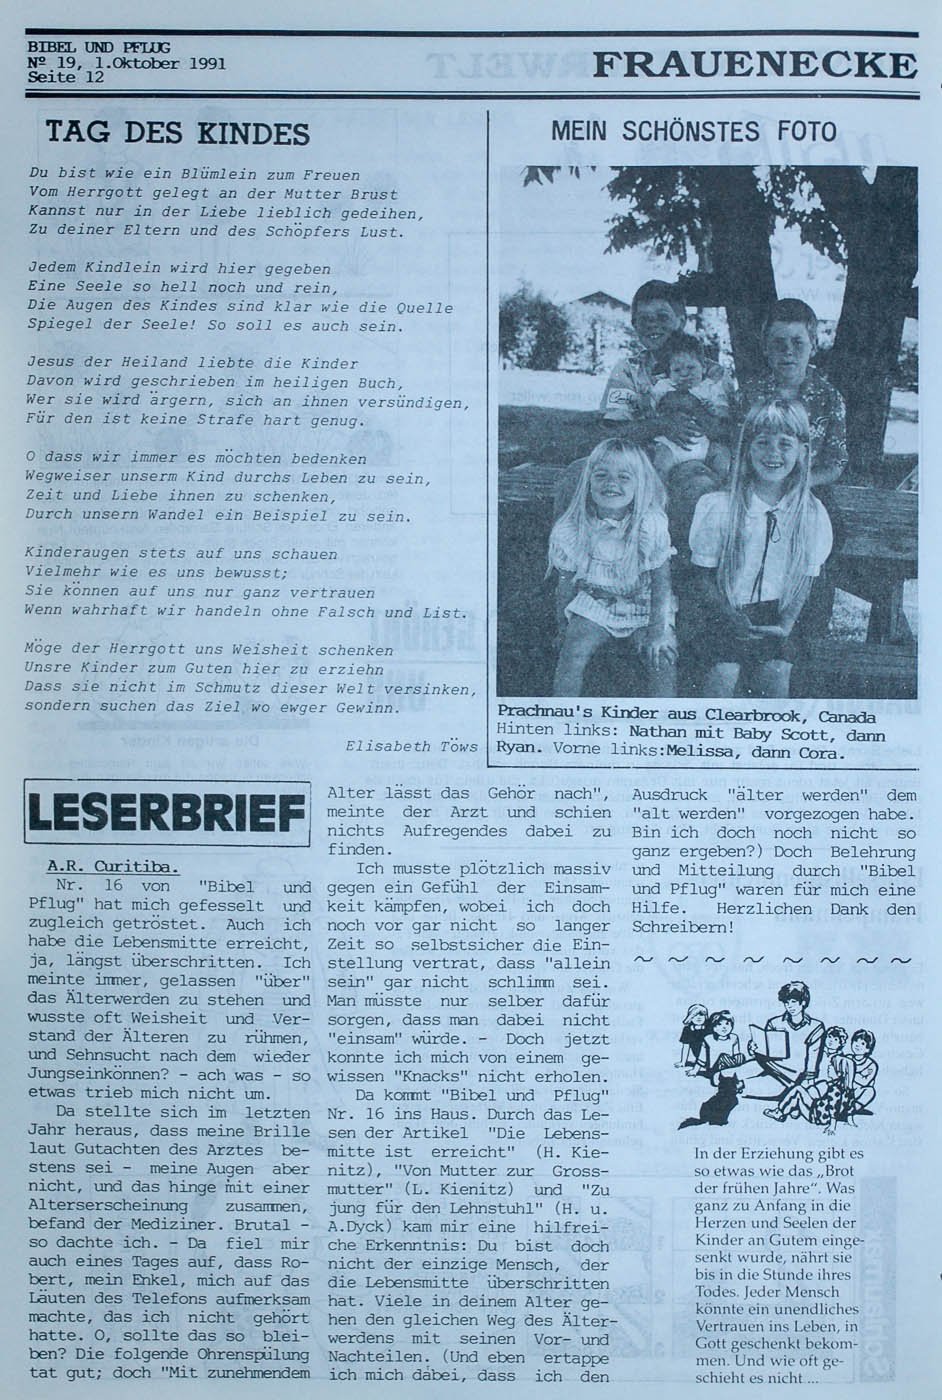 BIBEL UND PFLUG
Nº 19, 1.Oktober 1991
Seite 12
FRAUENECKE
TAG DES KINDES
Du bist wie ein Blümlein zum Freuen
Vom Herrgott gelegt an der Mutter Brust
Kannst nur in der Liebe lieblich gedeihen,
Zu deiner Eltern und des Schöpfers Lust.
Jedem Kindlein wird hier gegeben
Eine Seele so hell noch und rein,
Die Augen des Kindes sind klar wie die Quelle
Spiegel der Seele! So soll es auch sein.
Jesus der Heiland liebte die Kinder
Davon wird geschrieben im heiligen Buch,
Wer sie wird ärgern, sich an ihnen versündigen,
Für den ist keine Strafe hart genug.
O dass wir immer es möchten bedenken
Wegweiser unserm Kind durchs Leben zu sein,
Zeit und Liebe ihnen zu schenken,
Durch unsern Wandel ein Beispiel zu sein.
Kinderaugen stets auf uns schauen
Vielmehr wie es uns bewusst;
Sie können auf uns nur ganz vertrauen
Wenn wahrhaft wir handeln ohne Falsch und List.
Möge der Herrgott uns Weisheit schenken
Unsre Kinder zum Guten hier zu erziehn
Dass sie nicht im Schmutz dieser Welt versinken,
sondern suchen das Ziel, wo ewger Gewinn.
Elisabeth Töws
MEIN SCHÖNSTES FOTO
Prachnau's Kinder aus Clearbrook, Canada
Hinten links: Nathan mit Baby Scott, dann
Ryan. Vorne links:Melissa, dann Cora.
LESERBRIEF
A.R. Curitiba.
Nr. 16 von "Bibel und
Pflug" hat mich gefesselt und
zugleich getröstet. Auch ich
habe die Lebensmitte erreicht,
ja, längst überschritten. Ich
meinte immer, gelassen "über"
das Älterwerden zu stehen und
wusste oft Weisheit und Ver-
stand der Älteren zu rühmen,
und Sehnsucht nach dem wieder
Jungseinkönnen? - ach was - so
etwas trieb mich nicht um.
Da stellte sich im letzten
Jahr heraus, dass meine Brille
laut Gutachten des Arztes be-
stens sei - meine Augen aber
nicht, und das hinge mit einer
Alterserscheinung zusammen,
befand der Mediziner. Brutal -
so dachte ich. - Da fiel mir
auch eines Tages auf, dass Ro-
bert, mein Enkel, mich auf das
Läuten des Telefons aufmerksam
machte, das ich nicht gehört
hatte. O, sollte das so blei-
ben? Die folgende Ohrenspülung
tat gut; doch "Mit zunehmendem
Alter lässt das Gehör nach",
meinte der Arzt und schien
nichts Aufregendes dabei zu
finden.
Ich musste plötzlich massiv
gegen ein Gefühl der Einsam-
keit kämpfen, wobei ich doch
noch vor gar nicht so langer
Zeit so selbstsicher die Ein-
stellung vertrat, dass "allein
sein" gar nicht schlimm sei.
Man müsste nur selber dafür
sorgen, dass man dabei nicht
"einsam" würde. - Doch jetzt
konnte ich mich von einem ge-
wissen "Knacks" nicht erholen.
Da kommt "Bibel und Pflug"
Nr. 16 ins Haus. Durch das Le-
sen der Artikel "Die Lebens-
mitte ist erreicht" (H. Kie-
nitz), "Von Mutter zur Gross-
mutter" (L. Kienitz) und "Zu
jung für den Lehnstuhl" (H. u.
A.Dyck) kam mir eine hilfrei-
che Erkenntnis: Du bist doch
nicht der einzige Mensch, der
die Lebensmitte überschritten
hat. Viele in deinem Alter ge-
hen den gleichen Weg des Älter-
werdens mit seinen Vor- und
Nachteilen. (Und eben ertappe
ich mich dabei, dass ich den
Ausdruck "älter werden" dem
"alt werden" vorgezogen habe.
Bin ich doch noch nicht so
ganz ergeben?) Doch Belehrung
und Mitteilung durch "Bibel
und Pflug" waren für mich eine
Hilfe. Herzlichen Dank den
Schreibern!
In der Erziehung gibt es
so etwas wie das „Brot
der frühen Jahre“. Was
ganz zu Anfang in die
Herzen und Seelen der
Kinder an Gutem einge-
senkt wurde, nährt sie
bis in die Stunde ihres
Todes. Jeder Mensch
könnte ein unendliches
Vertrauen ins Leben, in
Gott geschenkt bekom-
men. Und wie oft ge-
schieht es nicht ...